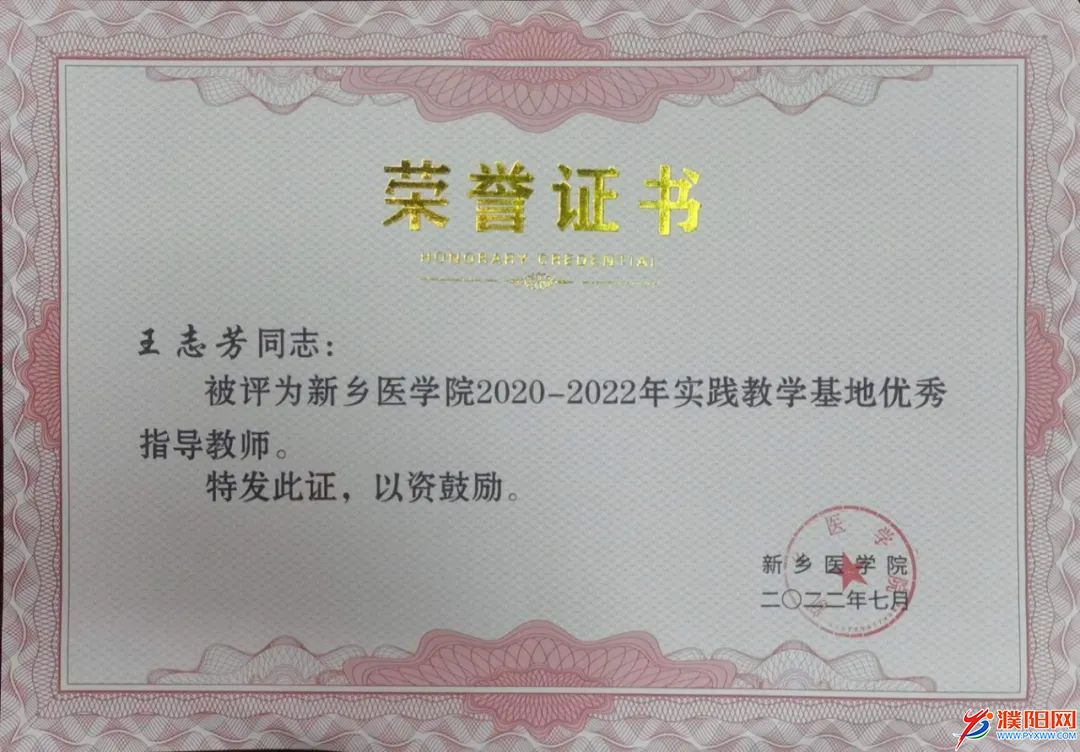 荣誉证书
HONORARY CREDENTIAL
王志芳同志：
被评为新乡医学院2020-2022年实践教学基地优秀
指导教师。
特发此证，以资鼓励。
新乡医学院
二〇二二年七月
医学院
濮阳网
WWW.PYXWW.COM